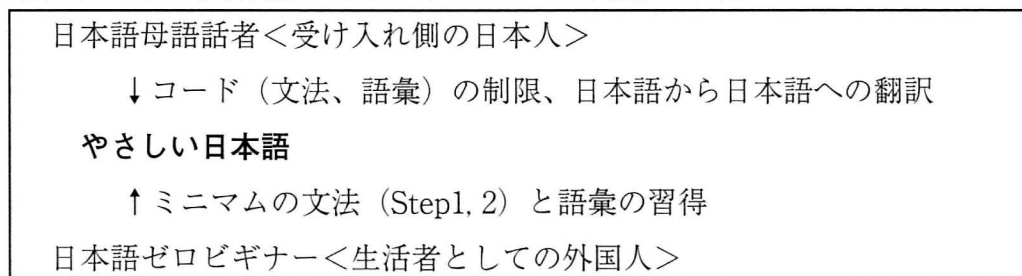 日本語母語話者＜受け入れ側の日本人＞
↓コード（文法、語彙）の制限、日本語から日本語への翻訳
やさしい日本語
↑ミニマムの文法（Step1, 2）と語彙の習得
日本語ゼロビギナー＜生活者としての外国人＞